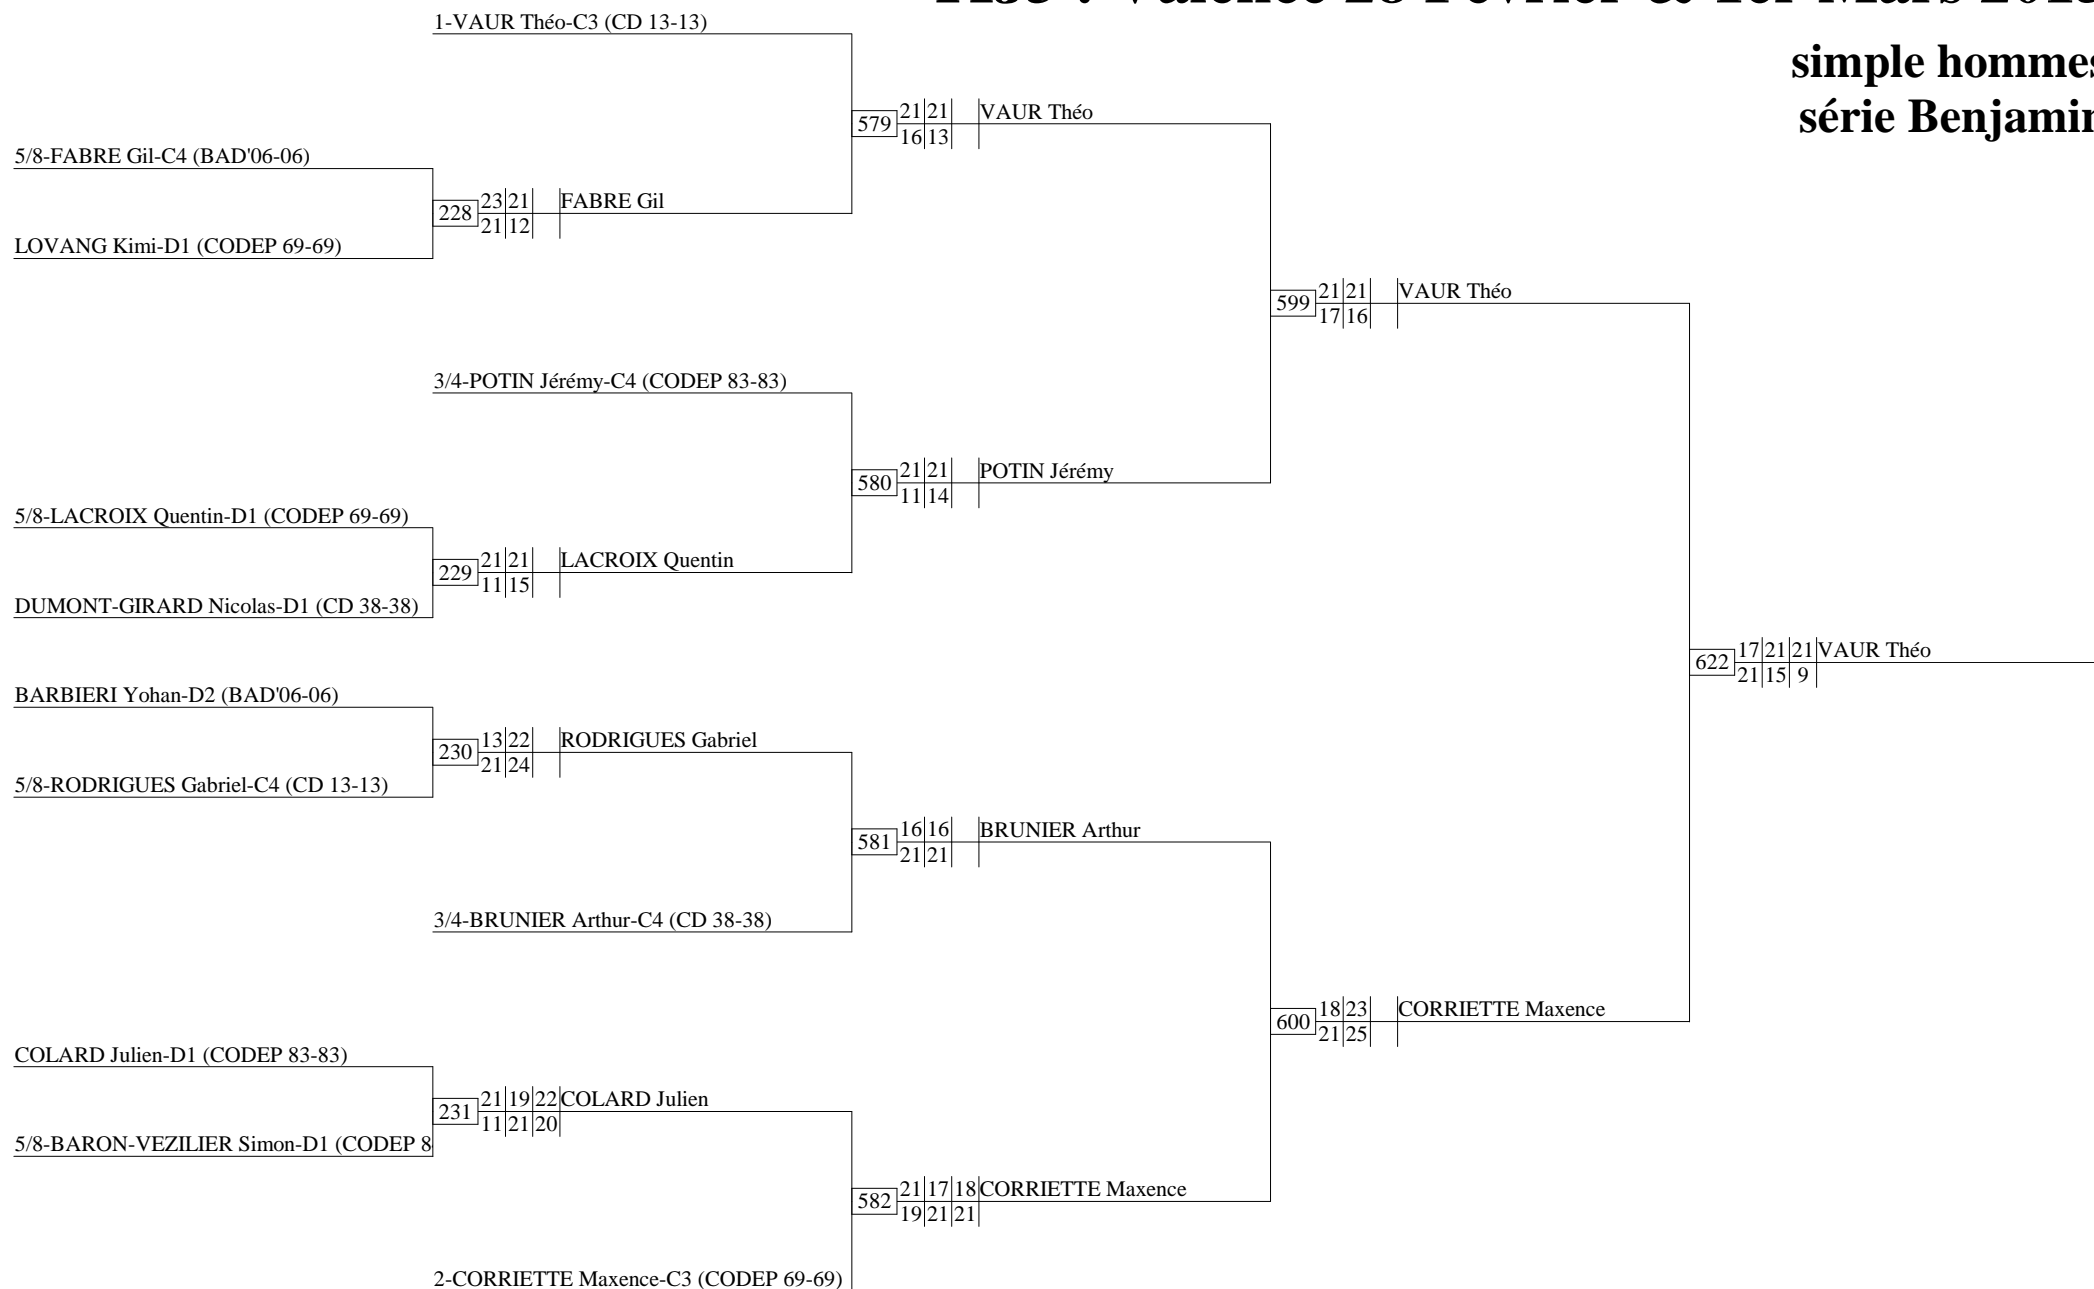 1-VAUR Théo-C3 (CD 13-13)
simple hommes
série Benjamin
579 21 21 VAUR Théo
16 13
5/8-FABRE Gil-C4 (BAD'06-06)
228 23 21 FABRE Gil
21 12
LOVANG Kimi-D1 (CODEP 69-69)
599 21 21 VAUR Théo
17 16
3/4-POTIN Jérémy-C4 (CODEP 83-83)
580 21 21 POTIN Jérémy
11 14
5/8-LACROIX Quentin-D1 (CODEP 69-69)
229 21 21 LACROIX Quentin
11 15
DUMONT-GIRARD Nicolas-D1 (CD 38-38)
622 17 21 21 VAUR Théo
21 15 9
BARBIERI Yohan-D2 (BAD'06-06)
230 13 22 RODRIGUES Gabriel
21 24
5/8-RODRIGUES Gabriel-C4 (CD 13-13)
581 16 16 BRUNIER Arthur
21 21
3/4-BRUNIER Arthur-C4 (CD 38-38)
600 18 23 CORRIETTE Maxence
21 25
COLARD Julien-D1 (CODEP 83-83)
231 21 19 22 COLARD Julien
11 21 20
5/8-BARON-VEZILIER Simon-D1 (CODEP 8
582 21 17 18 CORRIETTE Maxence
19 21 21
2-CORRIETTE Maxence-C3 (CODEP 69-69)